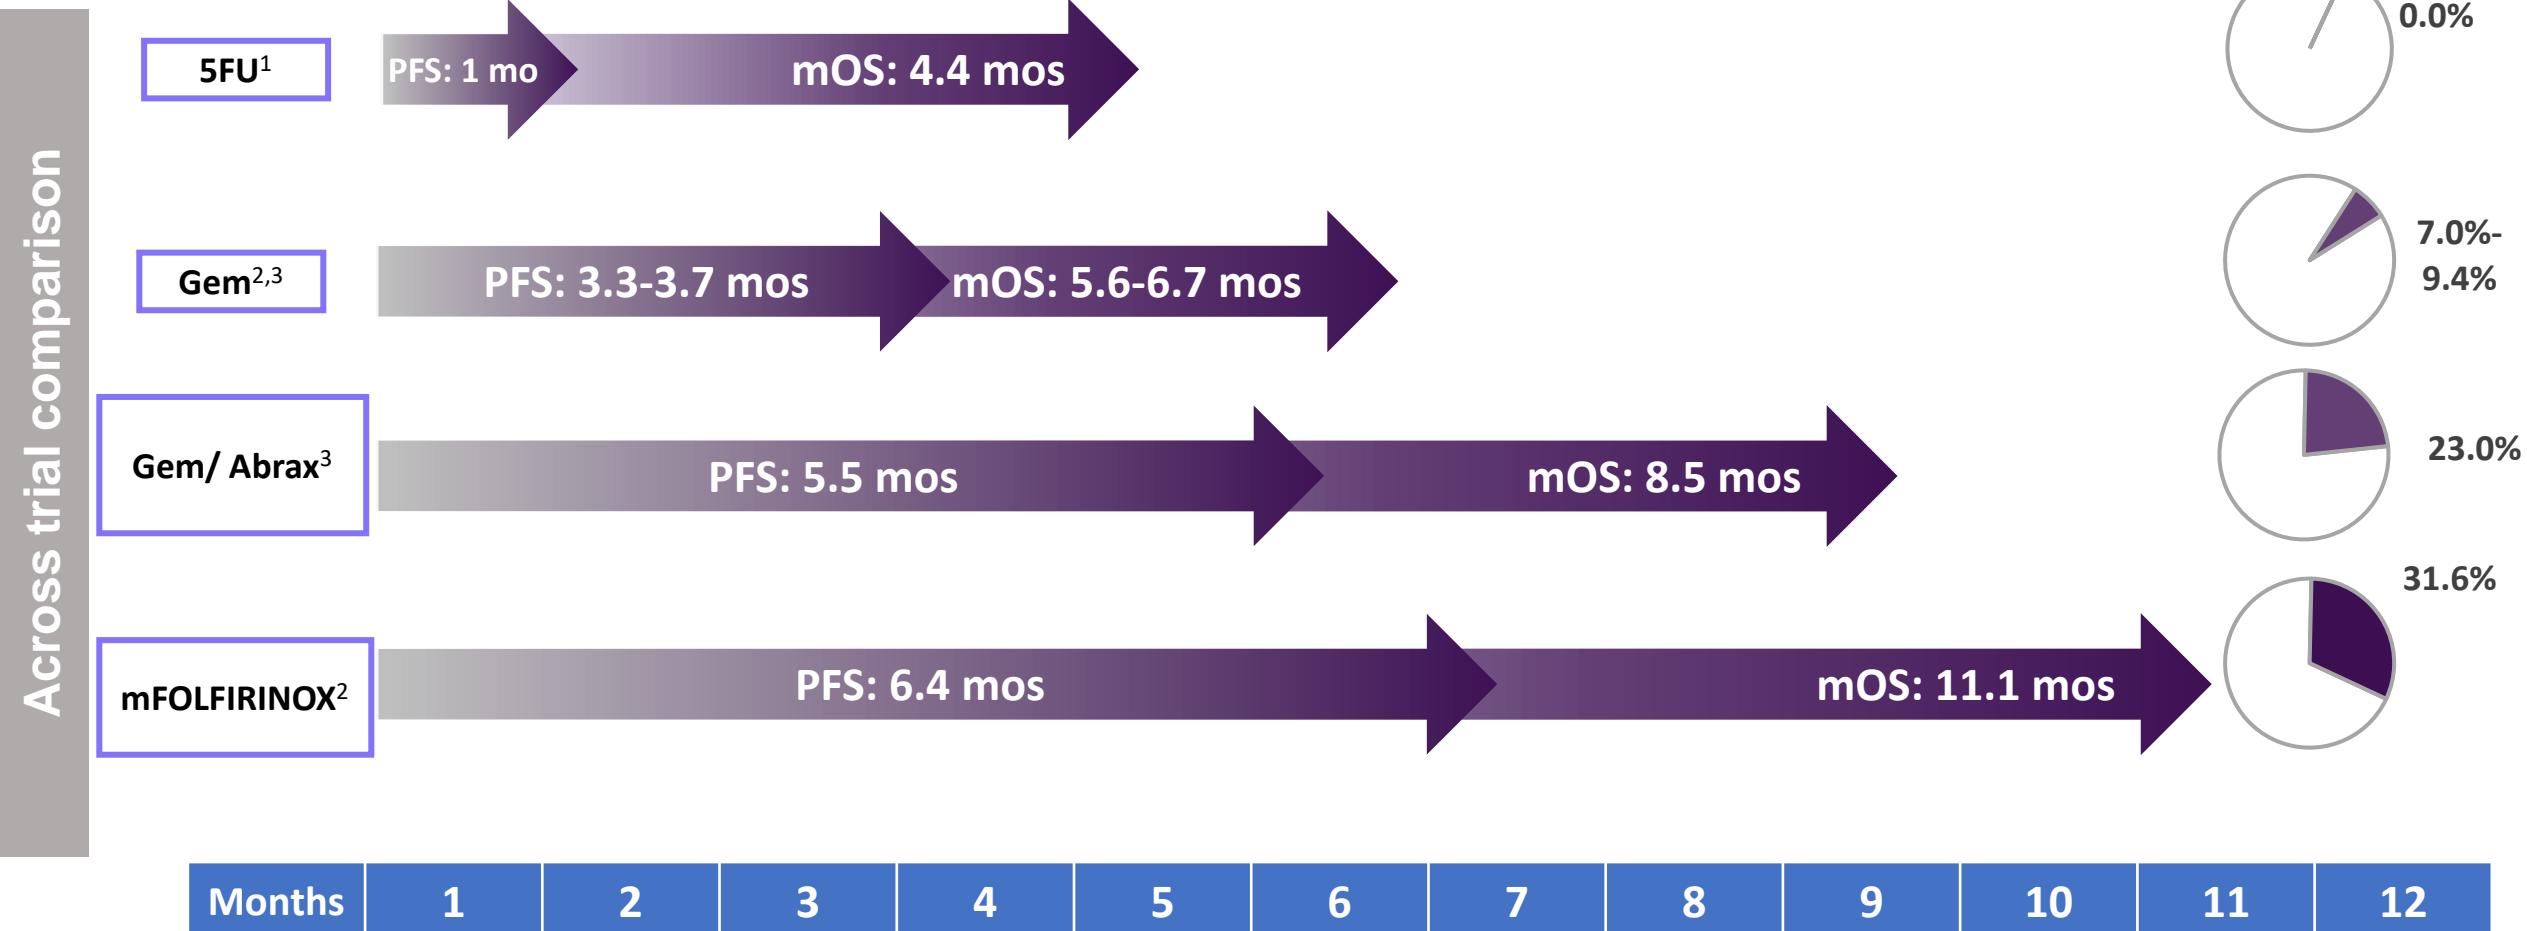 Across trial comparison
5FU¹
PFS: 1 mo
mOS: 4.4 mos
0.0%
Gem²,³
PFS: 3.3-3.7 mos
mOS: 5.6-6.7 mos
7.0%-
9.4%
Gem/ Abrax³
PFS: 5.5 mos
mOS: 8.5 mos
23.0%
mFOLFIRINOX²
PFS: 6.4 mos
mOS: 11.1 mos
31.6%
Months 1 2 3 4 5 6 7 8 9 10 11 12